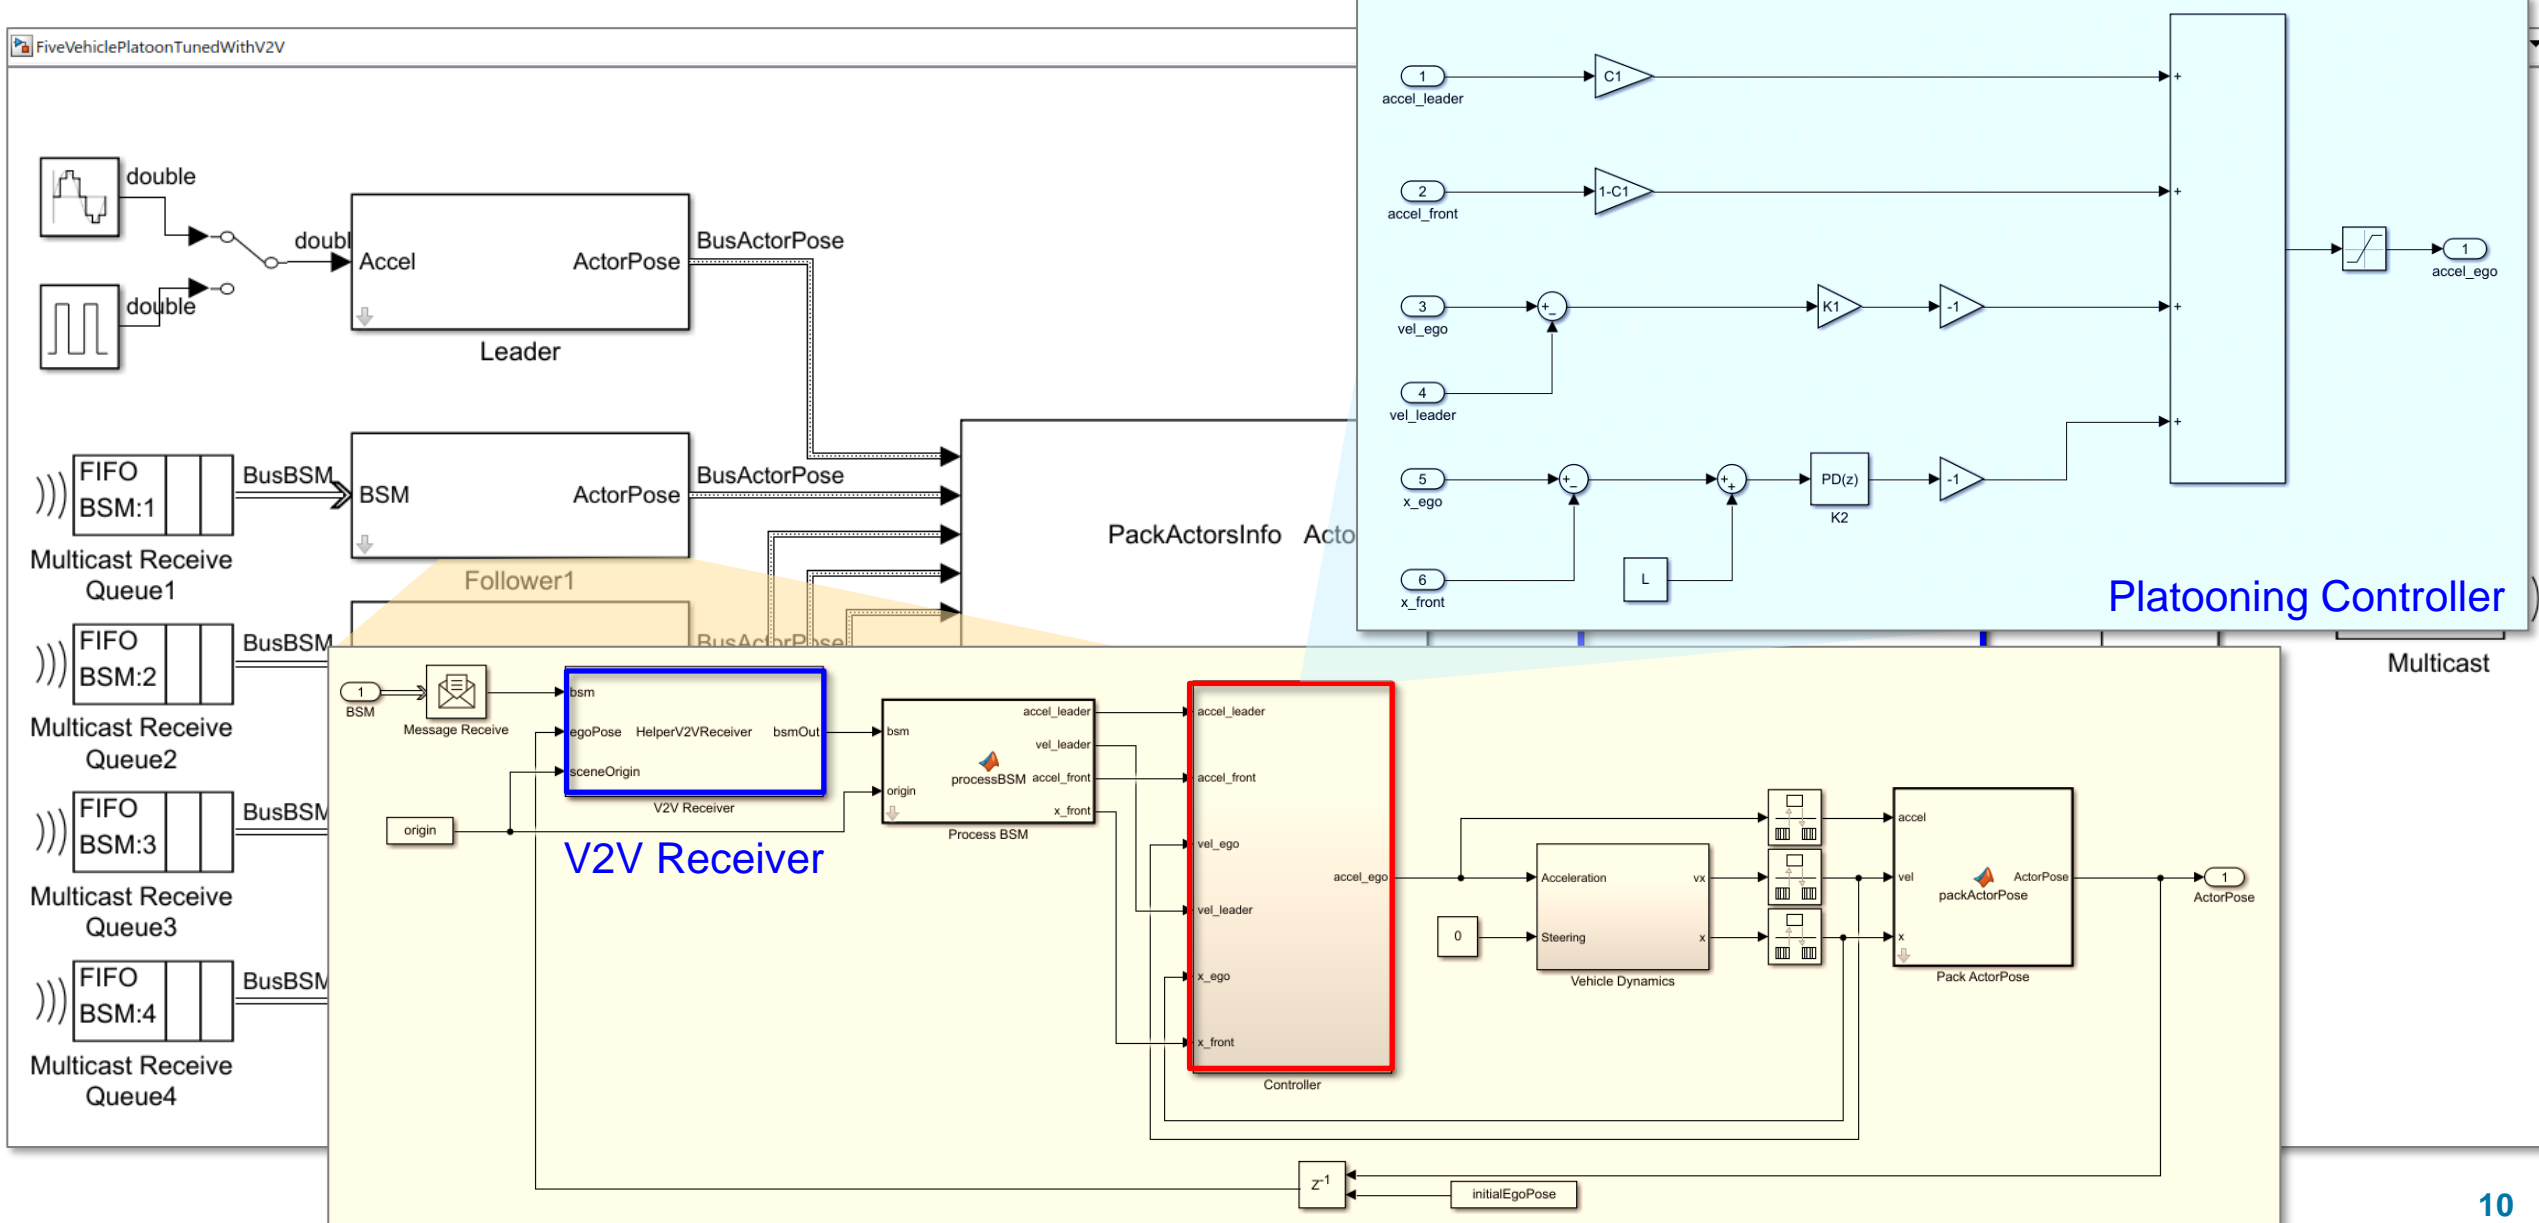 FiveVehiclePlatoonTunedWithV2V
double
double
doubl
Accel
ActorPose
BusActorPose
Leader
FIFO
BSM:1
BusBSM
BSM
ActorPose
BusActorPose
Multicast Receive
Queue1
Follower1
PackActorsInfo Acto
FIFO
BSM:2
BusBSM
BusActorPose
Multicast Receive
Queue2
FIFO
BSM:3
BusBSM
Multicast Receive
Queue3
FIFO
BSM:4
BusBSM
Multicast Receive
Queue4
Multicast
1
accel_leader
C1
+
2
accel_front
1-C1
+
3
vel_ego
+
-
K1
-1
+
4
vel_leader
1
accel_ego
5
x_ego
+
-
+
+
PD(z)
K2
-1
+
6
x_front
L
Platooning Controller
1
BSM
Message Receive
bsm
egoPose HelperV2VReceiver bsmOut
sceneOrigin
V2V Receiver
V2V Receiver
origin
bsm
origin
processBSM
accel_leader
vel_leader
accel_front
x_front
Process BSM
accel_leader
accel_front
vel_ego
vel_leader
x_ego
x_front
accel_ego
Controller
0
Acceleration
Steering
vx
x
Vehicle Dynamics
accel
vel
x
packActorPose
ActorPose
Pack ActorPose
1
ActorPose
Z-1
initialEgoPose
10